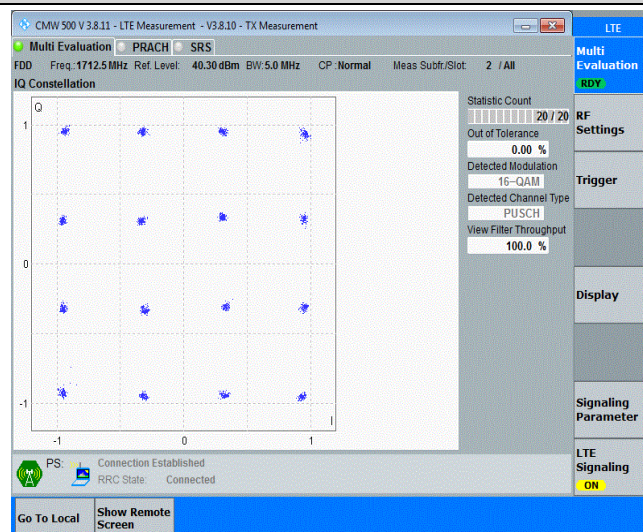 CMW 500 V 3.8.11 - LTE Measurement - V3.8.10 - TX Measurement
LTE
Multi Evaluation PRACH SRS
FDD Freq.:1712.5 MHz Ref. Level: 40.30 dBm BW:5.0 MHz CP :Normal Meas Subfr./Slot: 2 / All
IQ Constellation
Q
1
0
-1
I
-1 0 1
Statistic Count
20 / 20
Out of Tolerance
0.00 %
Detected Modulation
16-QAM
Detected Channel Type
PUSCH
View Filter Throughput
100.0 %
Multi
Evaluation
RDY
RF
Settings
Trigger
Display
Signaling
Parameter
LTE
Signaling
ON
PS: Connection Established
RRC State: Connected
Go To Local
Show Remote
Screen